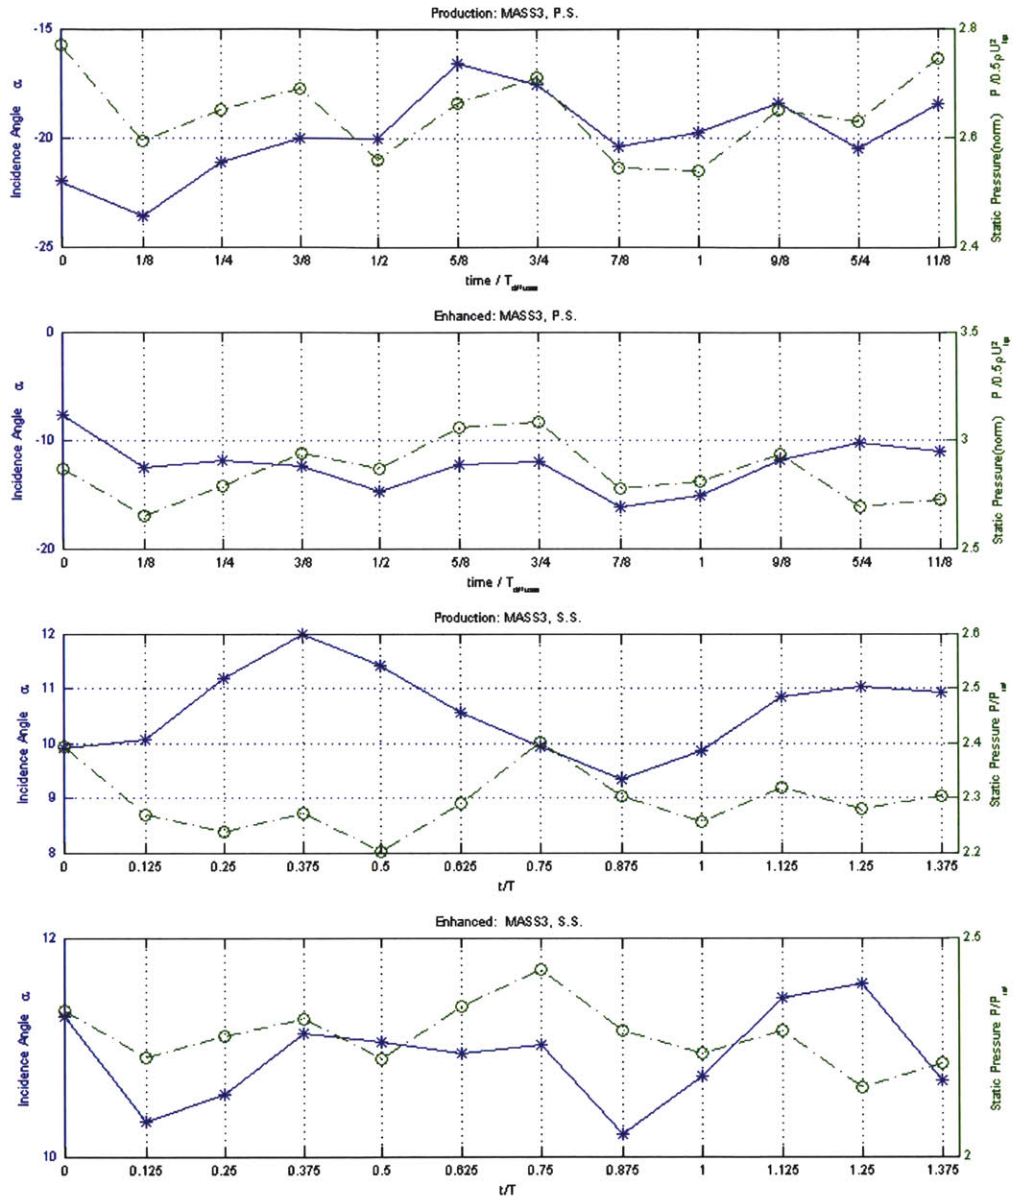 Production: MASS3, P.S.
-15
-20
-25
Incidence Angle α
2.8
2.6
2.4
Static Pressure(norm) P /0.5ρU²
0 1/8 1/4 3/8 1/2 5/8 3/4 7/8 1 9/8 5/4 11/8
time / T
Enhanced: MASS3, P.S.
0
-10
-20
Incidence Angle α
3.5
3
2.5
Static Pressure(norm) P /0.5ρU²
0 1/8 1/4 3/8 1/2 5/8 3/4 7/8 1 9/8 5/4 11/8
time / T
Production: MASS3, S.S.
12
11
10
9
8
Incidence Angle α
2.6
2.5
2.4
2.3
2.2
Static Pressure P/P
0 0.125 0.25 0.375 0.5 0.625 0.75 0.875 1 1.125 1.25 1.375
t/T
Enhanced: MASS3, S.S.
12
10
Incidence Angle α
2.5
2
Static Pressure P/P
0 0.125 0.25 0.375 0.5 0.625 0.75 0.875 1 1.125 1.25 1.375
t/T